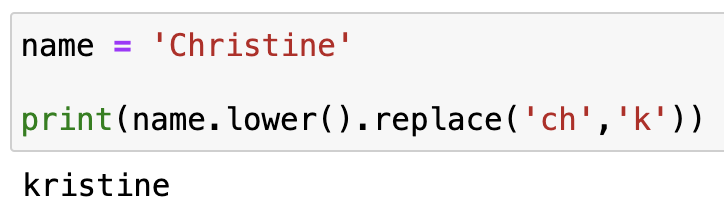 name = 'Christine'
print(name.lower().replace('ch','k'))
kristine